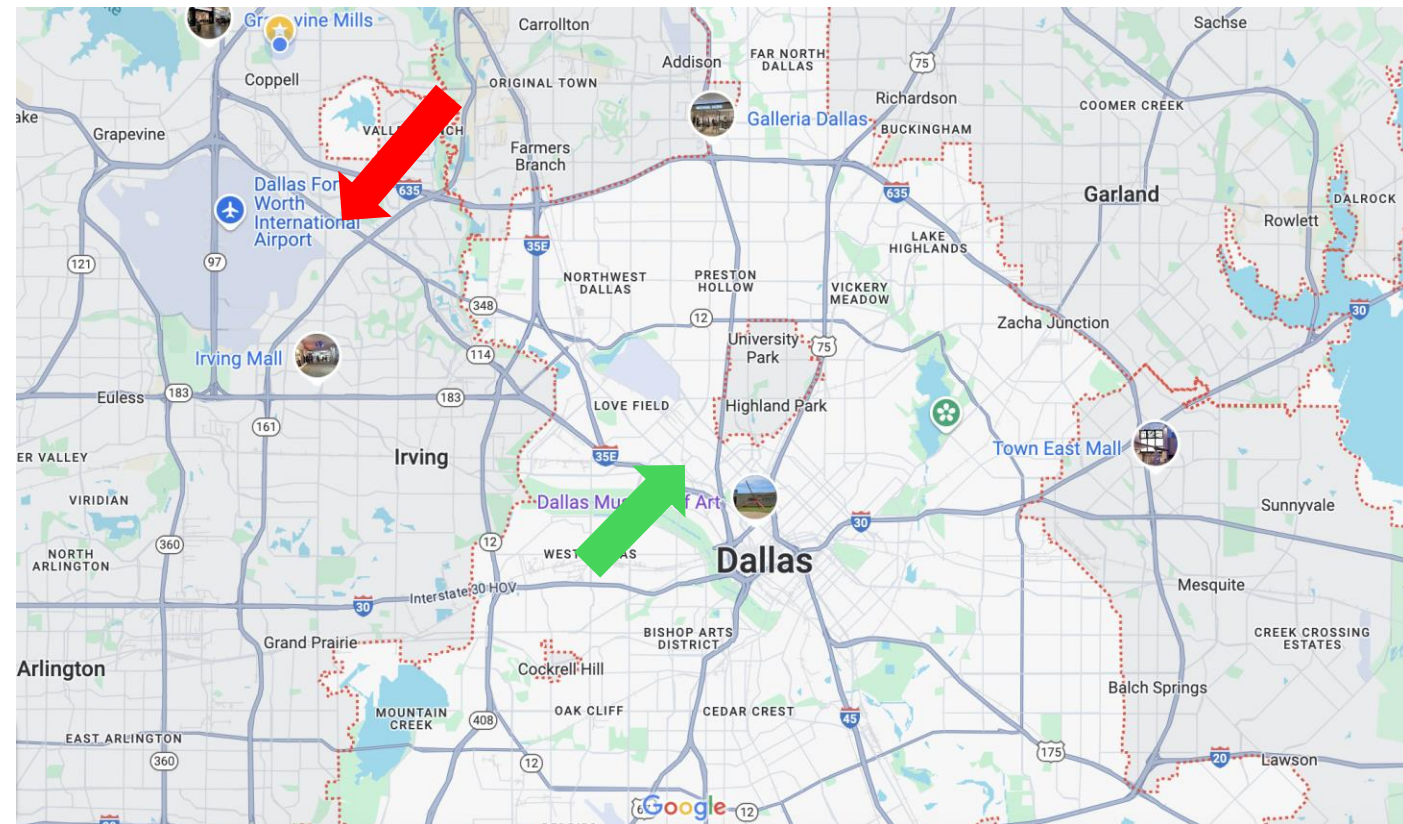 Grapevine Mills
Carrollton
Sachse
Addison
FAR NORTH
DALLAS
75
Coppell
ORIGINAL TOWN
Richardson
COOMER CREEK
Galleria Dallas
BUCKINGHAM
Grapevine
Farmers
Branch
Dallas Fort
Worth
International
Airport
635
635
Garland
DALROCK
Rowlett
LAKE
HIGHLANDS
35E
121
97
NORTHWEST
DALLAS
PRESTON
HOLLOW
VICKERY
MEADOW
348
12
30
Zacha Junction
University
Park
75
Irving Mall
114
Euless
183
183
LOVE FIELD
Highland Park
161
ER VALLEY
Irving
35E
Town East Mall
VIRIDIAN
Dallas Museum of Art
Sunnyvale
30
360
12
NORTH
ARLINGTON
WEST DALLAS
Dallas
Mesquite
Interstate 30 HOV
30
Grand Prairie
BISHOP ARTS
DISTRICT
CREEK CROSSING
ESTATES
Arlington
Cockrell Hill
Balch Springs
MOUNTAIN
CREEK
408
OAK CLIFF
CEDAR CREST
45
EAST ARLINGTON
360
12
175
20
Lawson
Google
12